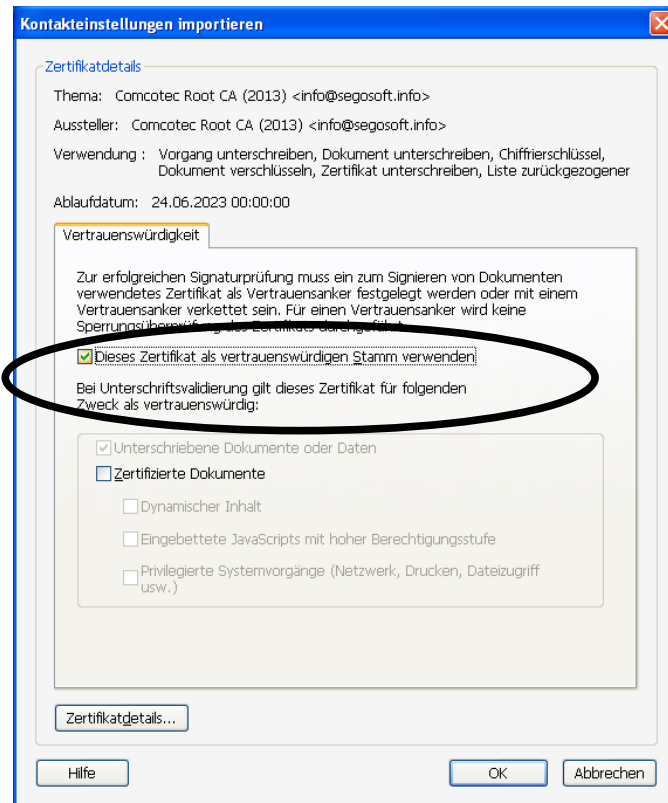 Kontakteinstellungen importieren
Zertifikatdetails
Thema: Comcotec Root CA (2013) <info@segosoft.info>
Aussteller: Comcotec Root CA (2013) <info@segosoft.info>
Verwendung : Vorgang unterschreiben, Dokument unterschreiben, Chiffrierschlüssel,
Dokument verschlüsseln, Zertifikat unterschreiben, Liste zurückgezogener
Ablaufdatum: 24.06.2023 00:00:00
Vertrauenswürdigkeit
Zur erfolgreichen Signaturprüfung muss ein zum Signieren von Dokumenten
verwendetes Zertifikat als Vertrauensanker festgelegt werden oder mit einem
Vertrauensanker verkettet sein. Für einen Vertrauensanker wird keine
Sperrungsüberprüfung des Zertifikats durchgeführt.
Dieses Zertifikat als vertrauenswürdigen Stamm verwenden
Bei Unterschriftsvalidierung gilt dieses Zertifikat für folgenden
Zweck als vertrauenswürdig:
Unterschriebene Dokumente oder Daten
Zertifizierte Dokumente
Dynamischer Inhalt
Eingebettete JavaScripts mit hoher Berechtigungsstufe
Privilegierte Systemvorgänge (Netzwerk, Drucken, Dateizugriff
usw.)
Zertifikatdetails...
Hilfe
OK
Abbrechen